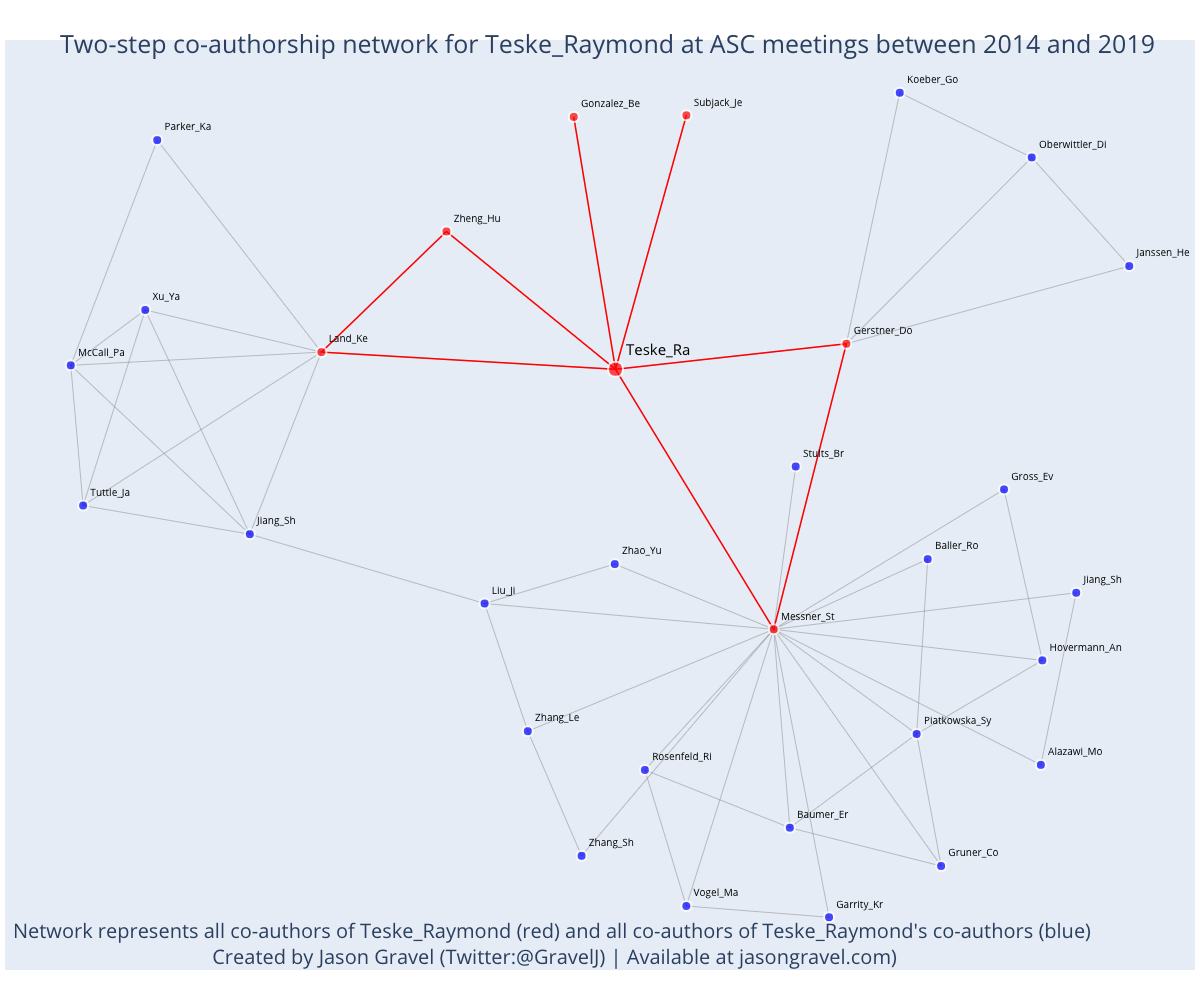 Two-step co-authorship network for Teske_Raymond at ASC meetings between 2014 and 2019
Koeber_Go
Gonzalez_Be
Subjack_Je
Parker_Ka
Oberwittler_Di
Zheng_Hu
Janssen_He
Xu_Ya
Land_Ke
Gerstner_Do
McCall_Pa
Teske_Ra
Stults_Br
Gross_Ev
Tuttle_Ja
Jiang_Sh
Zhao_Yu
Baller_Ro
Jiang_Sh
Liu_Ji
Messner_St
Hovermann_An
Zhang_Le
Piatkowska_Sy
Rosenfeld_Ri
Alazawi_Mo
Baumer_Er
Zhang_Sh
Gruner_Co
Vogel_Ma
Garrity_Kr
Network represents all co-authors of Teske_Raymond (red) and all co-authors of Teske_Raymond's co-authors (blue)
Created by Jason Gravel (Twitter:@GravelJ) | Available at jasongravel.com)